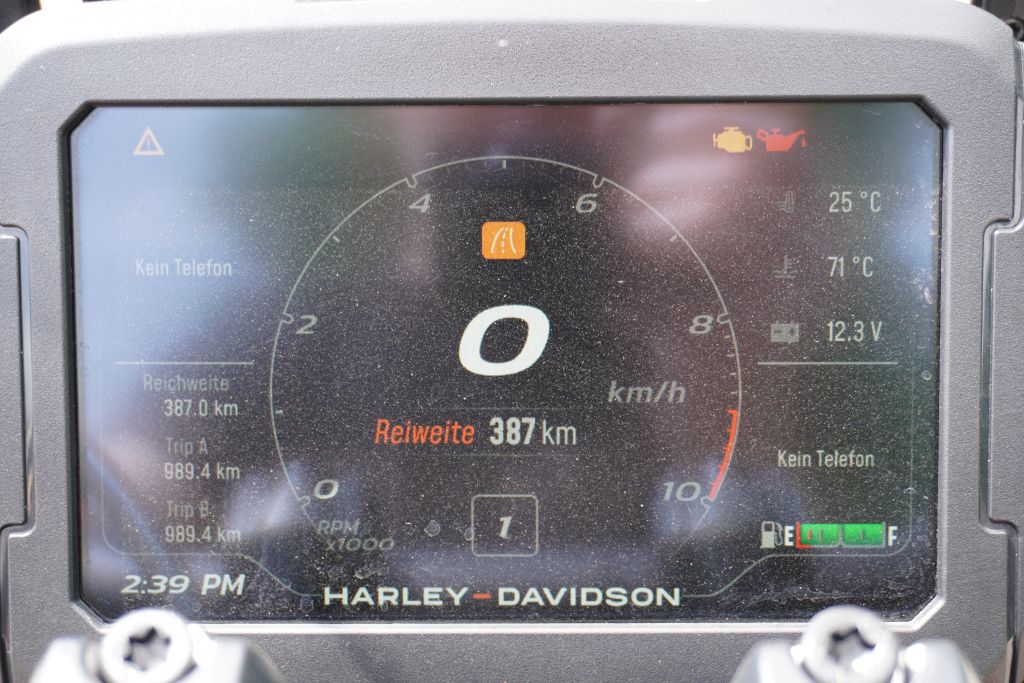 4
6
25 °C
Kein Telefon
71 °C
2
0
8
12.3 V
km/h
Reichweite
387.0 km
Reiweite 387 km
Trip A
989.4 km
Kein Telefon
0
10
1
Trip B
989.4 km
RPM
x1000
E
F
2:39 PM
HARLEY-DAVIDSON